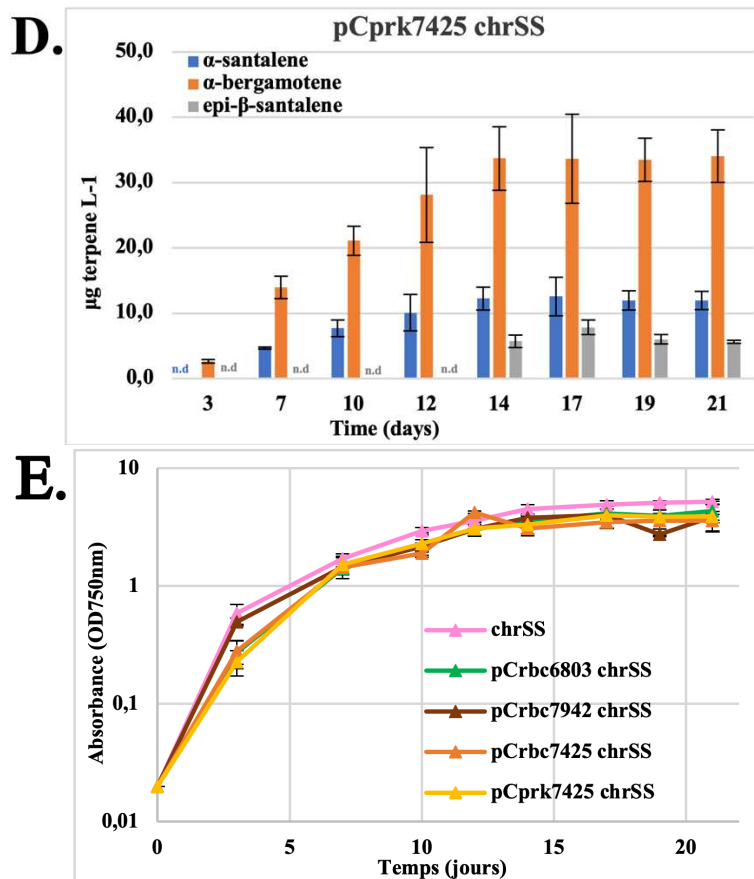 D.
pCprk7425 chrSS
50,0
α-santalene
α-bergamotene
epi-β-santalene
40,0
30,0
20,0
10,0
0,0
µg terpene L-1
n.d n.d n.d n.d n.d
3 7 10 12 14 17 19 21
Time (days)
E.
10
1
0,1
0,01
Absorbance (OD750nm)
chrSS
pCrbc6803 chrSS
pCrbc7942 chrSS
pCrbc7425 chrSS
pCprk7425 chrSS
0 5 10 15 20
Temps (jours)